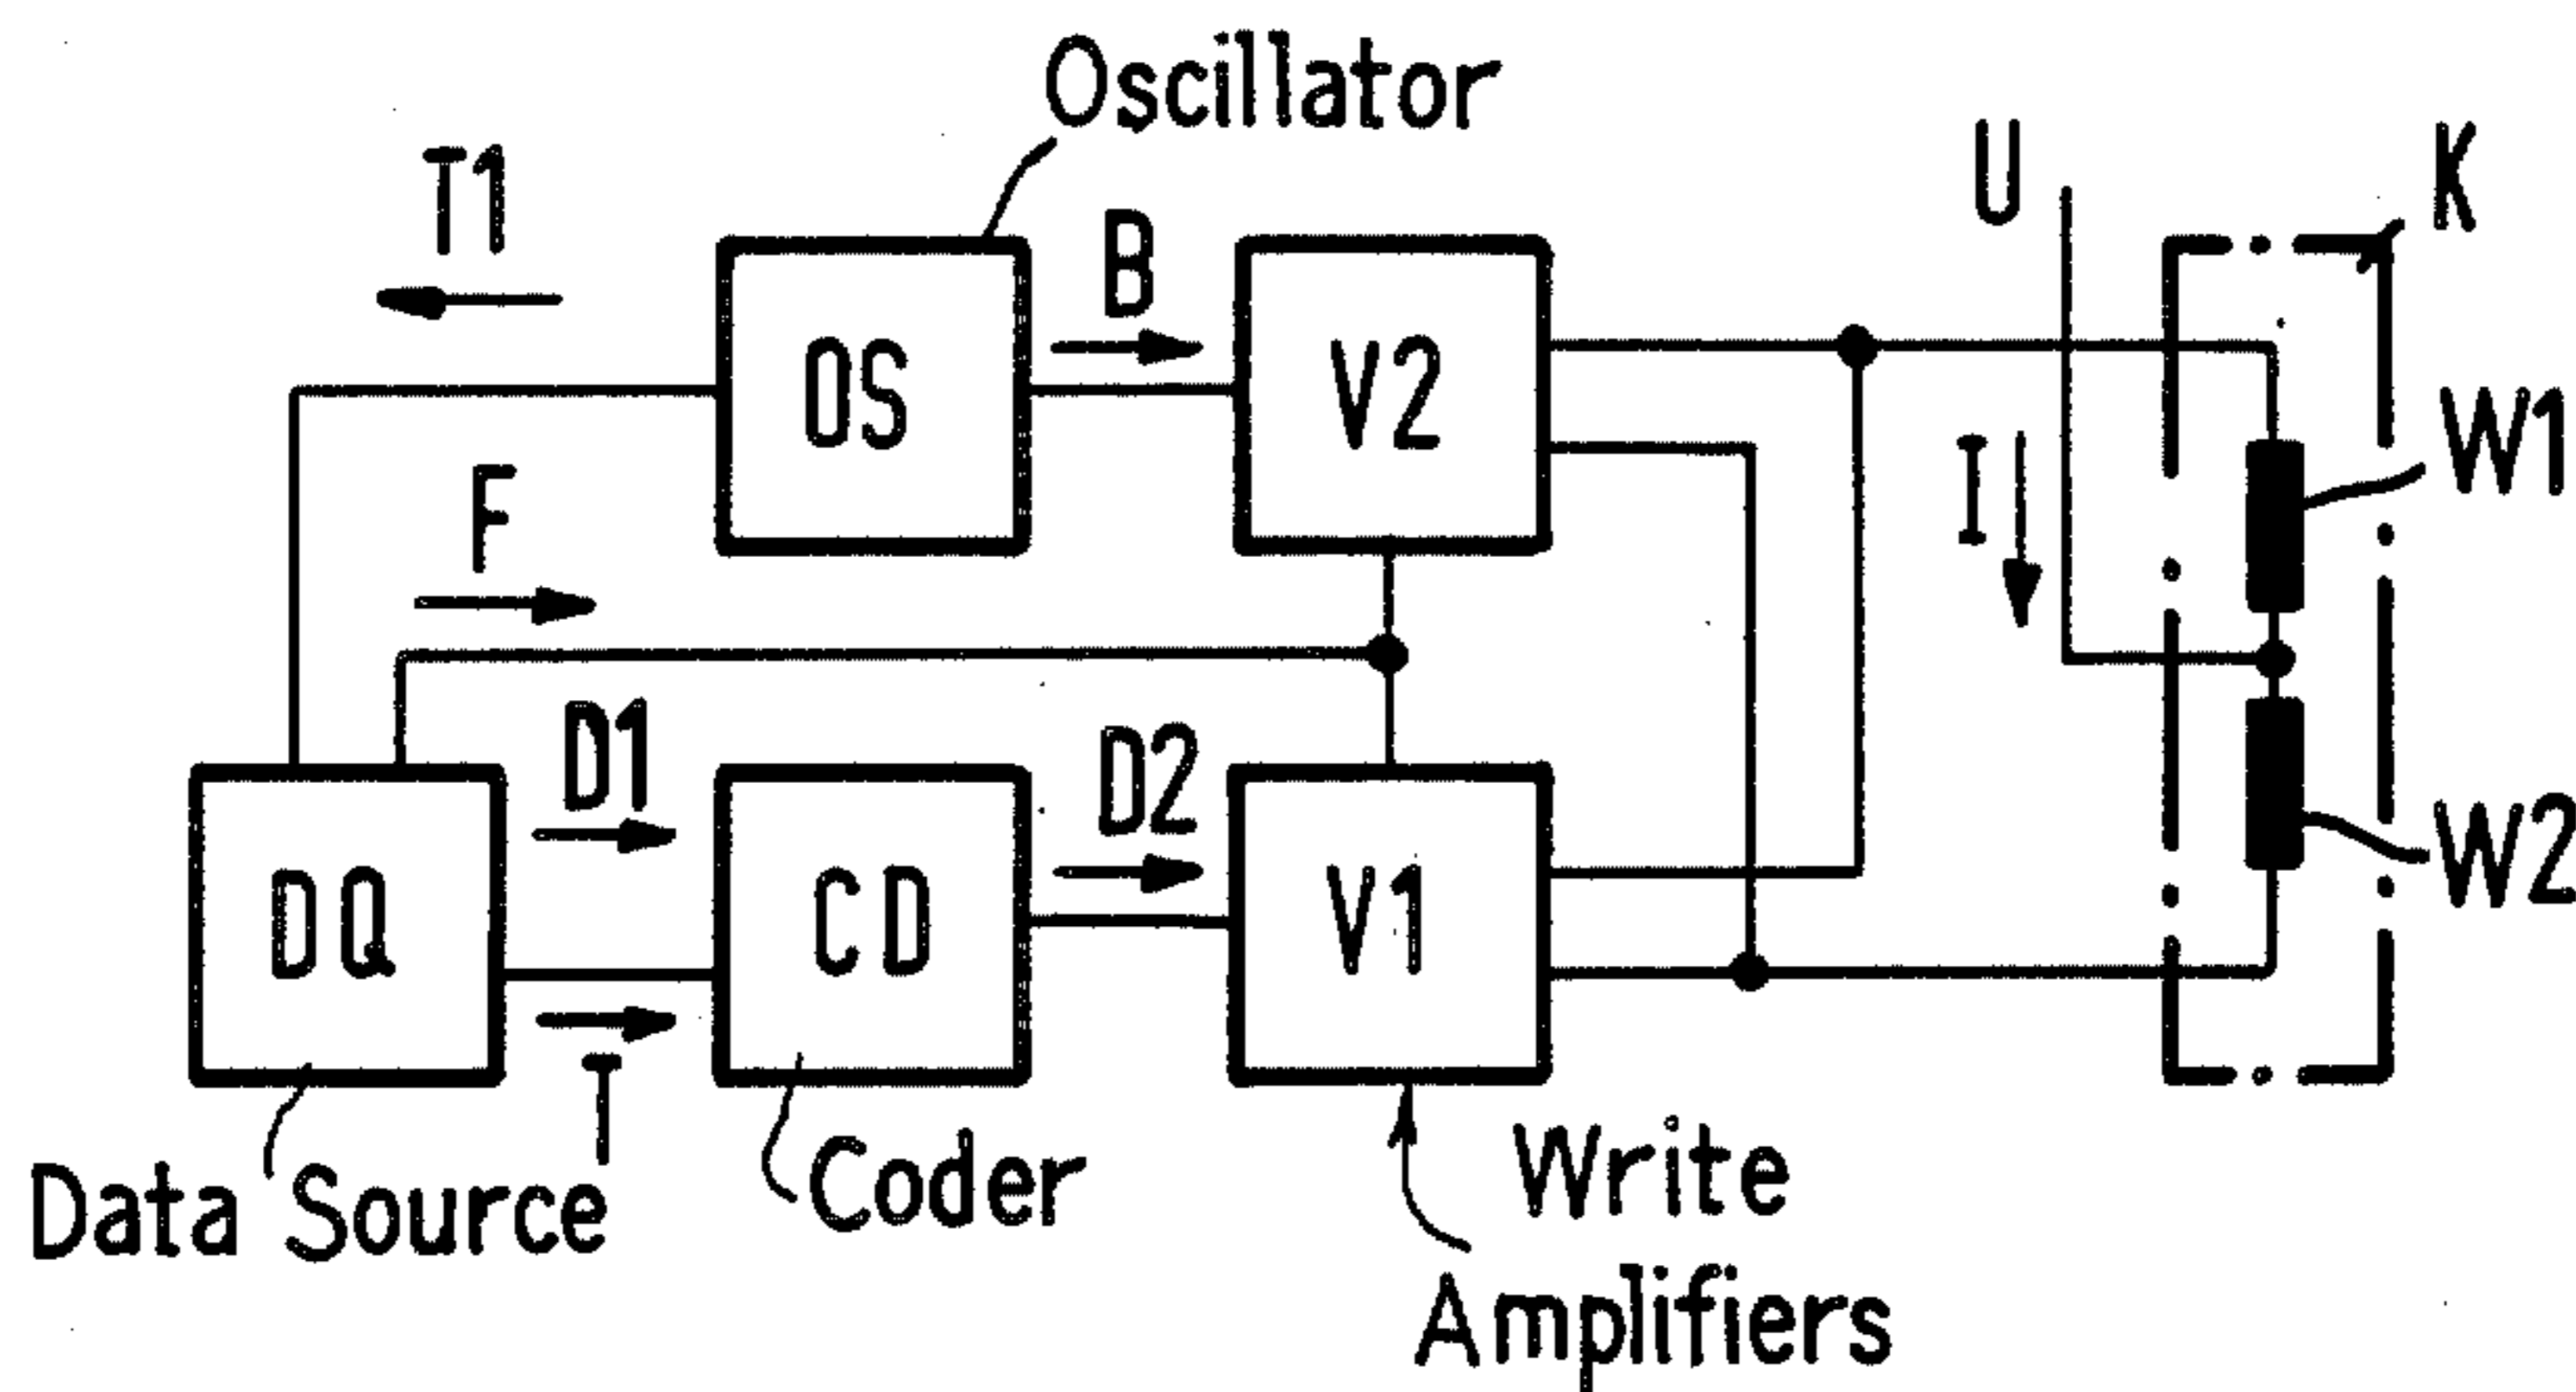 Oscillator
T1
B
U
K
OS
V2
W1
I
F
D1
D2
W2
DQ
CD
V1
T
Data Source
Coder
Write
Amplifiers